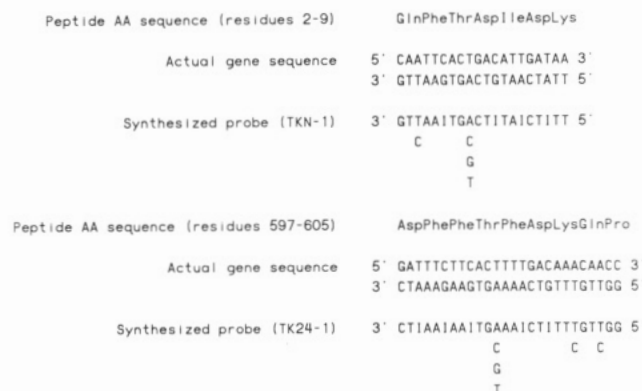 Peptide AA sequence (residues 2-9) GlnPheThrAspIleAspLys
Actual gene sequence 5' CAATTCACTGACATTGATAA 3'
3' GTTAAGTGACTGTAACTATT 5'
Synthesized probe (TKN-1) 3' GTTAAITGACTITAICTITT 5'
C C
G
T
Peptide AA sequence (residues 597-605) AspPhePheThrPheAspLysGlnPro
Actual gene sequence 5' GATTTCTTCACTTTTGACAAACAACC 3
3' CTAAAGAAGTGAAAACTGTTTGTTGG 5
Synthesized probe (TK24-1) 3' CTIAAIAAITGAAAICTITTTGTTGG 5
C C C
G
T